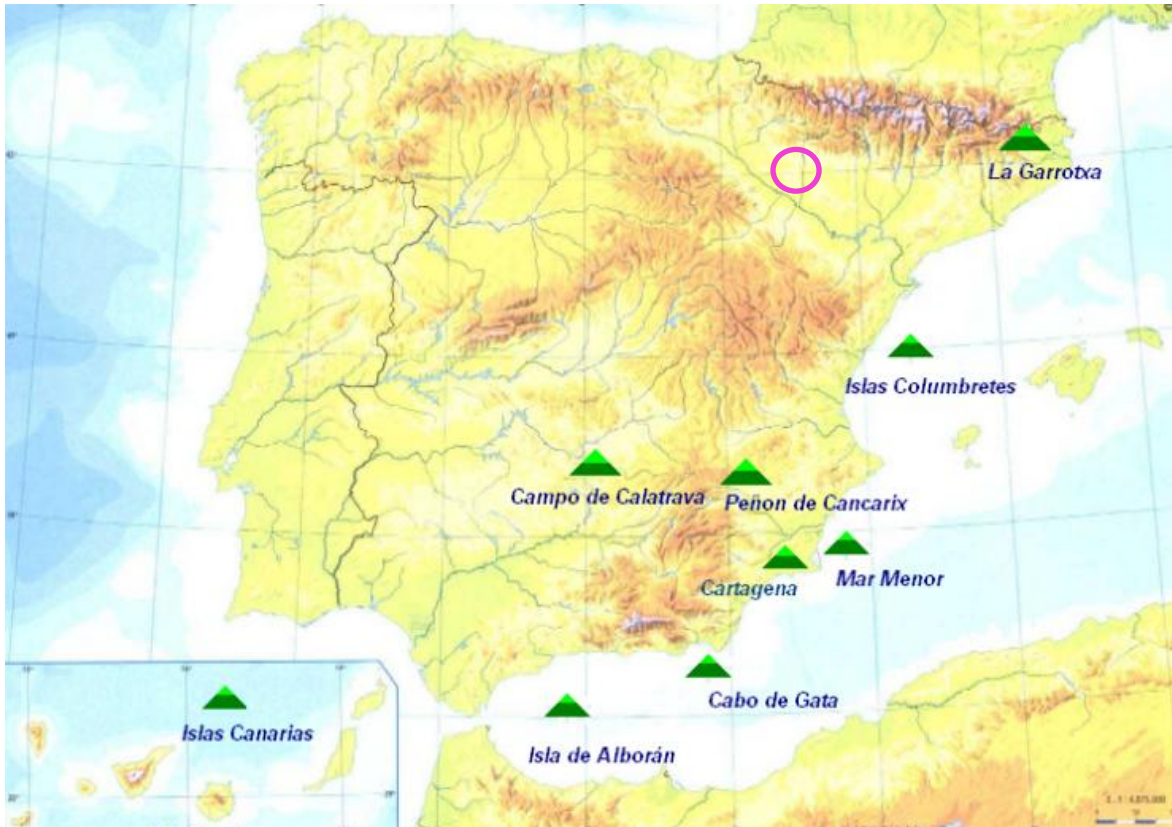 La Garrotxa
Islas Columbretes
Campo de Calatrava
Peñon de Cancarix
Cartagena
Mar Menor
Cabo de Gata
Islas Canarias
Isla de Alborán